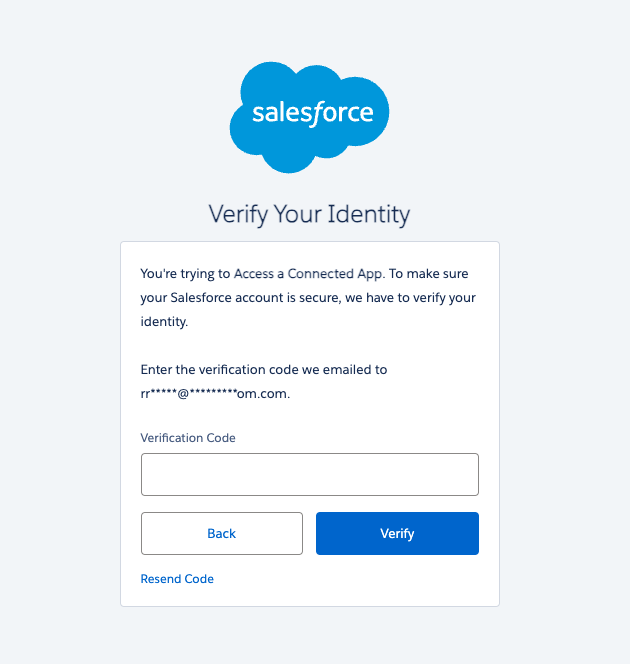 salesforce
Verify Your Identity
You're trying to Access a Connected App. To make sure
your Salesforce account is secure, we have to verify your
identity.
Enter the verification code we emailed to
rr*****@*********om.com.
Verification Code
Back
Verify
Resend Code